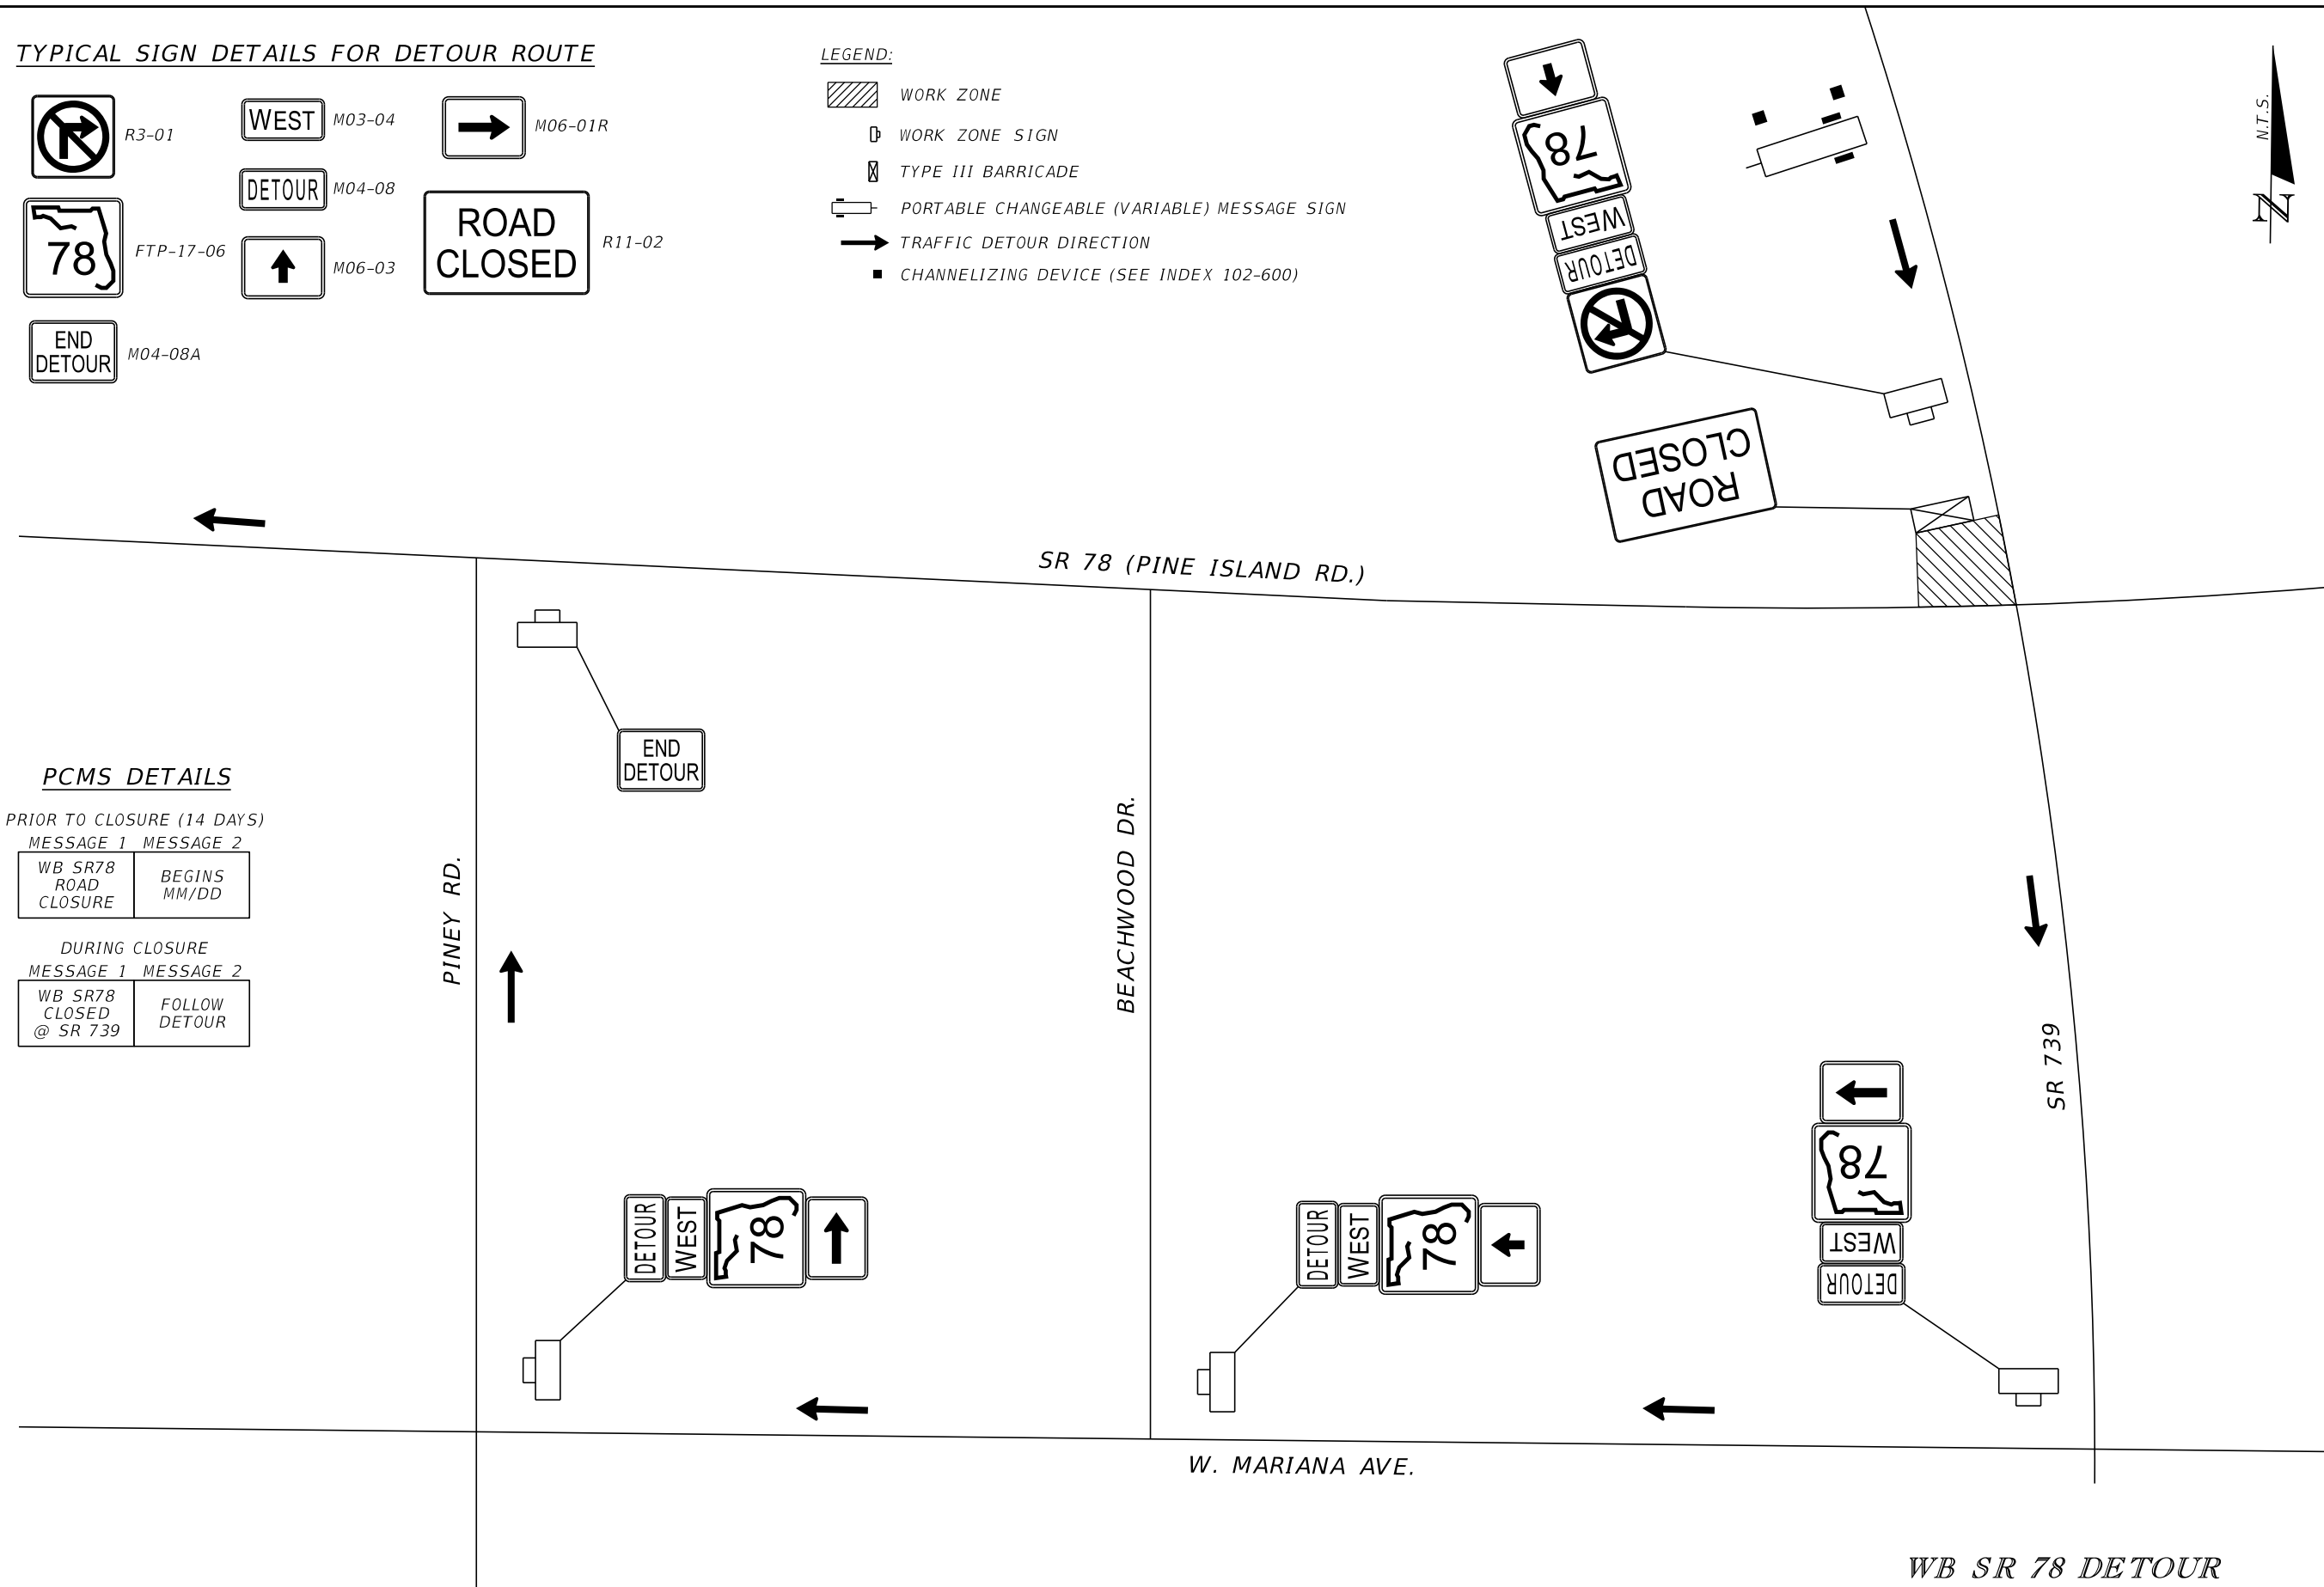 TYPICAL SIGN DETAILS FOR DETOUR ROUTE
R3-01
WEST
M03-04
M06-01R
DETOUR
M04-08
78
FTP-17-06
M06-03
ROAD
CLOSED
R11-02
END
DETOUR
M04-08A
LEGEND:
WORK ZONE
WORK ZONE SIGN
TYPE III BARRICADE
PORTABLE CHANGEABLE (VARIABLE) MESSAGE SIGN
TRAFFIC DETOUR DIRECTION
CHANNELIZING DEVICE (SEE INDEX 102-600)
N.T.S.
N
78
WEST
DETOUR
ROAD
CLOSED
SR 78 (PINE ISLAND RD.)
END
DETOUR
PCMS DETAILS
PRIOR TO CLOSURE (14 DAYS)
MESSAGE 1 MESSAGE 2
WB SR78
ROAD
CLOSURE
BEGINS
MM/DD
DURING CLOSURE
MESSAGE 1 MESSAGE 2
WB SR78
CLOSED
@ SR 739
FOLLOW
DETOUR
PINEY RD.
BEACHWOOD DR.
SR 739
DETOUR
WEST
78
DETOUR
WEST
78
78
WEST
DETOUR
W. MARIANA AVE.
WB SR 78 DETOUR